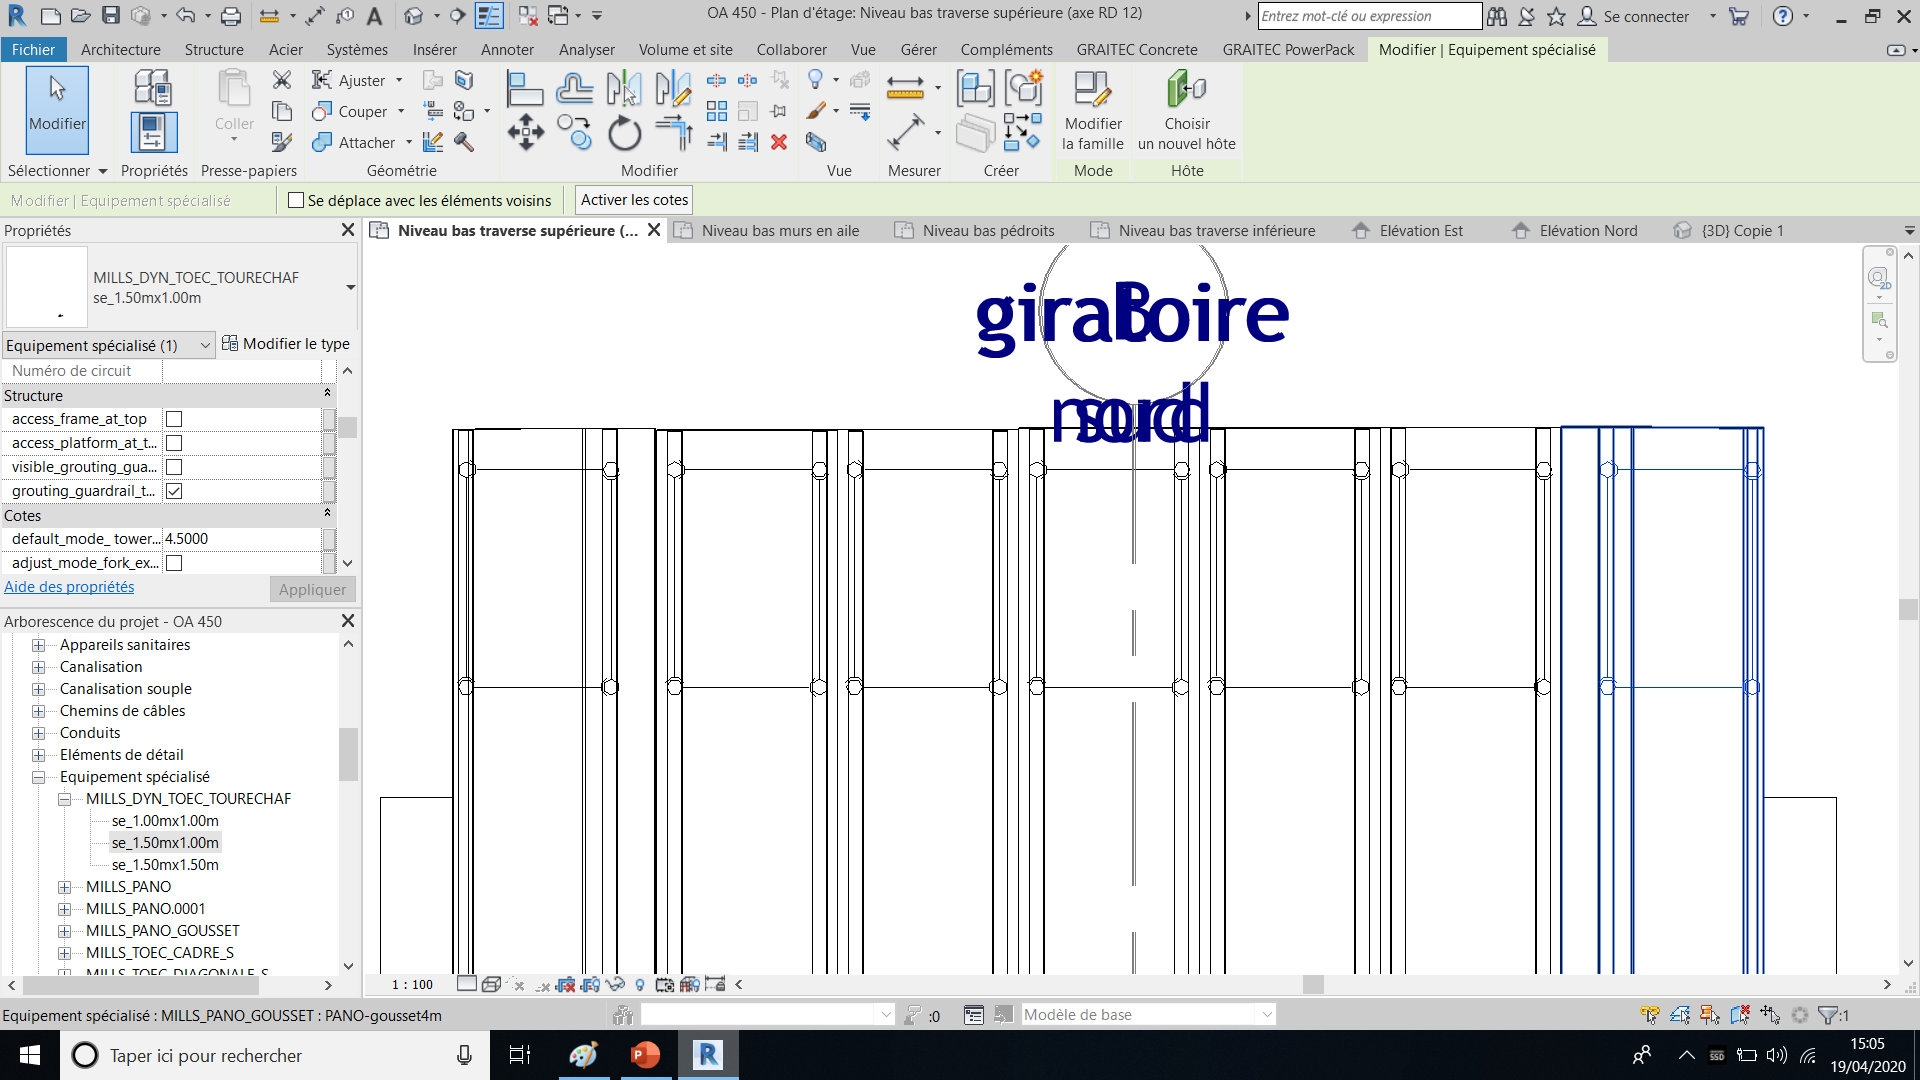 OA 450 - Plan d'étage: Niveau bas traverse supérieure (axe RD 12)
Entrez mot-clé ou expression
Se connecter
Fichier
Architecture
Structure
Acier
Systèmes
Insérer
Annoter
Analyser
Volume et site
Collaborer
Vue
Gérer
Compléments
GRAITEC Concrete
GRAITEC PowerPack
Modifier | Equipement spécialisé
Modifier
Coller
Ajuster
Couper
Attacher
Modifier
la famille
Choisir
un nouvel hôte
Sélectionner
Propriétés
Presse-papiers
Géométrie
Modifier
Vue
Mesurer
Créer
Mode
Hôte
Modifier | Equipement spécialisé
Se déplace avec les éléments voisins
Activer les cotes
Propriétés
Niveau bas traverse supérieure (...
Niveau bas murs en aile
Niveau bas pédroits
Niveau bas traverse inférieure
Elévation Est
Elévation Nord
{3D} Copie 1
MILLS_DYN_TOEC_TOURECHAF
se_1.50mx1.00m
Equipement spécialisé (1)
Modifier le type
Numéro de circuit
Structure
access_frame_at_top
access_platform_at_t...
visible_grouting_gua...
grouting_guardrail_t...
Cotes
default_mode_ tower... 4.5000
adjust_mode_fork_ex...
Aide des propriétés
Appliquer
giratoire
B
nord
sud
2D
Arborescence du projet - OA 450
Appareils sanitaires
Canalisation
Canalisation souple
Chemins de câbles
Conduits
Eléments de détail
Equipement spécialisé
MILLS_DYN_TOEC_TOURECHAF
se_1.00mx1.00m
se_1.50mx1.00m
se_1.50mx1.50m
MILLS_PANO
MILLS_PANO.0001
MILLS_PANO_GOUSSET
MILLS_TOEC_CADRE_S
MILLS_TOEC_DIAGONALE_S
1 : 100
Equipement spécialisé : MILLS_PANO_GOUSSET : PANO-gousset4m
:0
Modèle de base
:1
Taper ici pour rechercher
15:05
19/04/2020